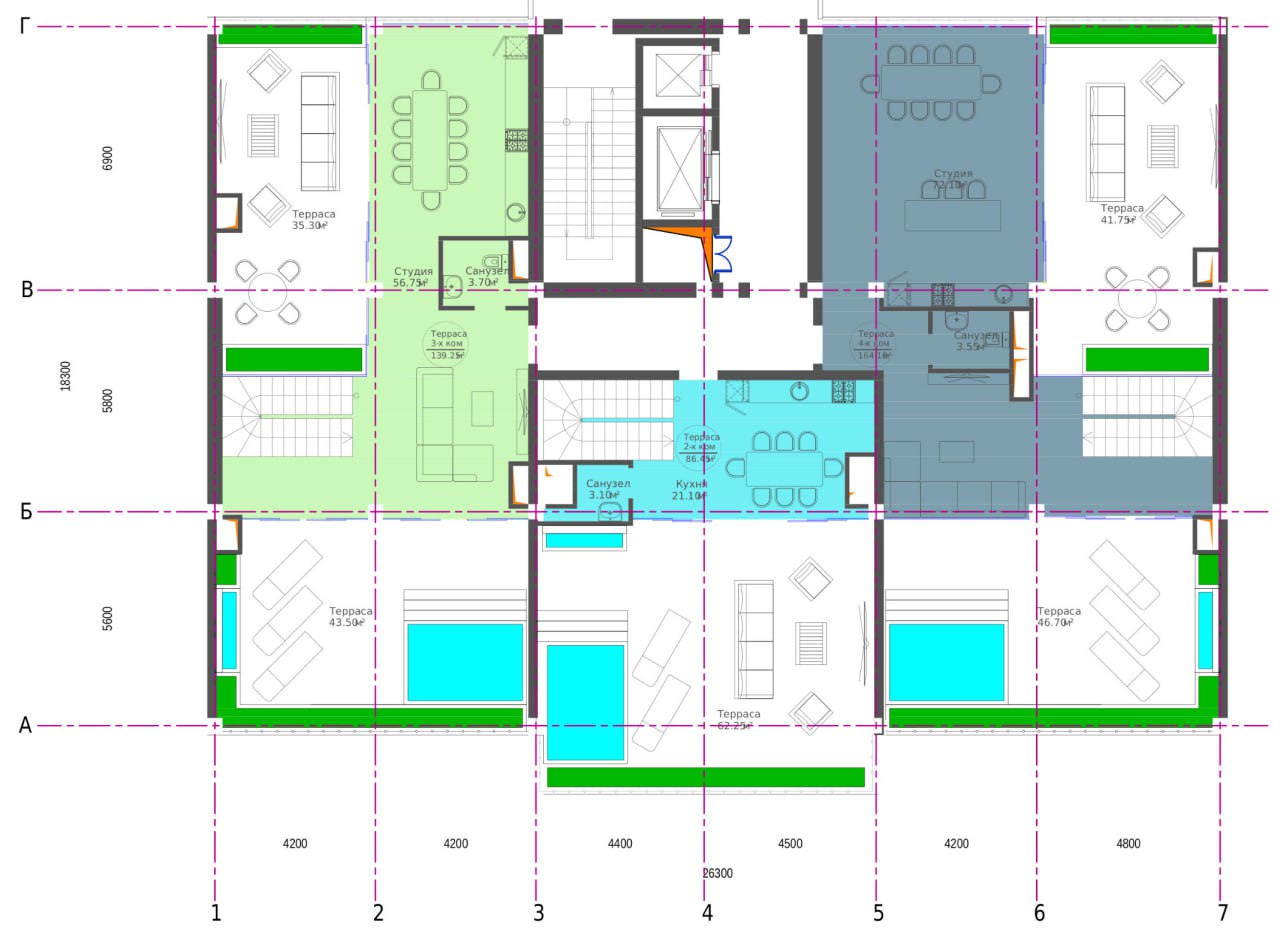 Г
Терраса
35.30м²
Студия
72.10м²
Терраса
41.75м²
6900
Студия
56.75м²
Санузел
3.70м²
В
Терраса
3-х ком
139.25м²
Терраса
4-х ком
164.10м²
Санузел
3.55м²
18300
5800
Терраса
2-х ком
86.45м²
Санузел
3.10м²
Кухня
21.10м²
Б
5600
Терраса
43.50м²
Терраса
46.70м²
Терраса
62.25м²
А
4200 4200 4400 4500 4200 4800
26300
1 2 3 4 5 6 7